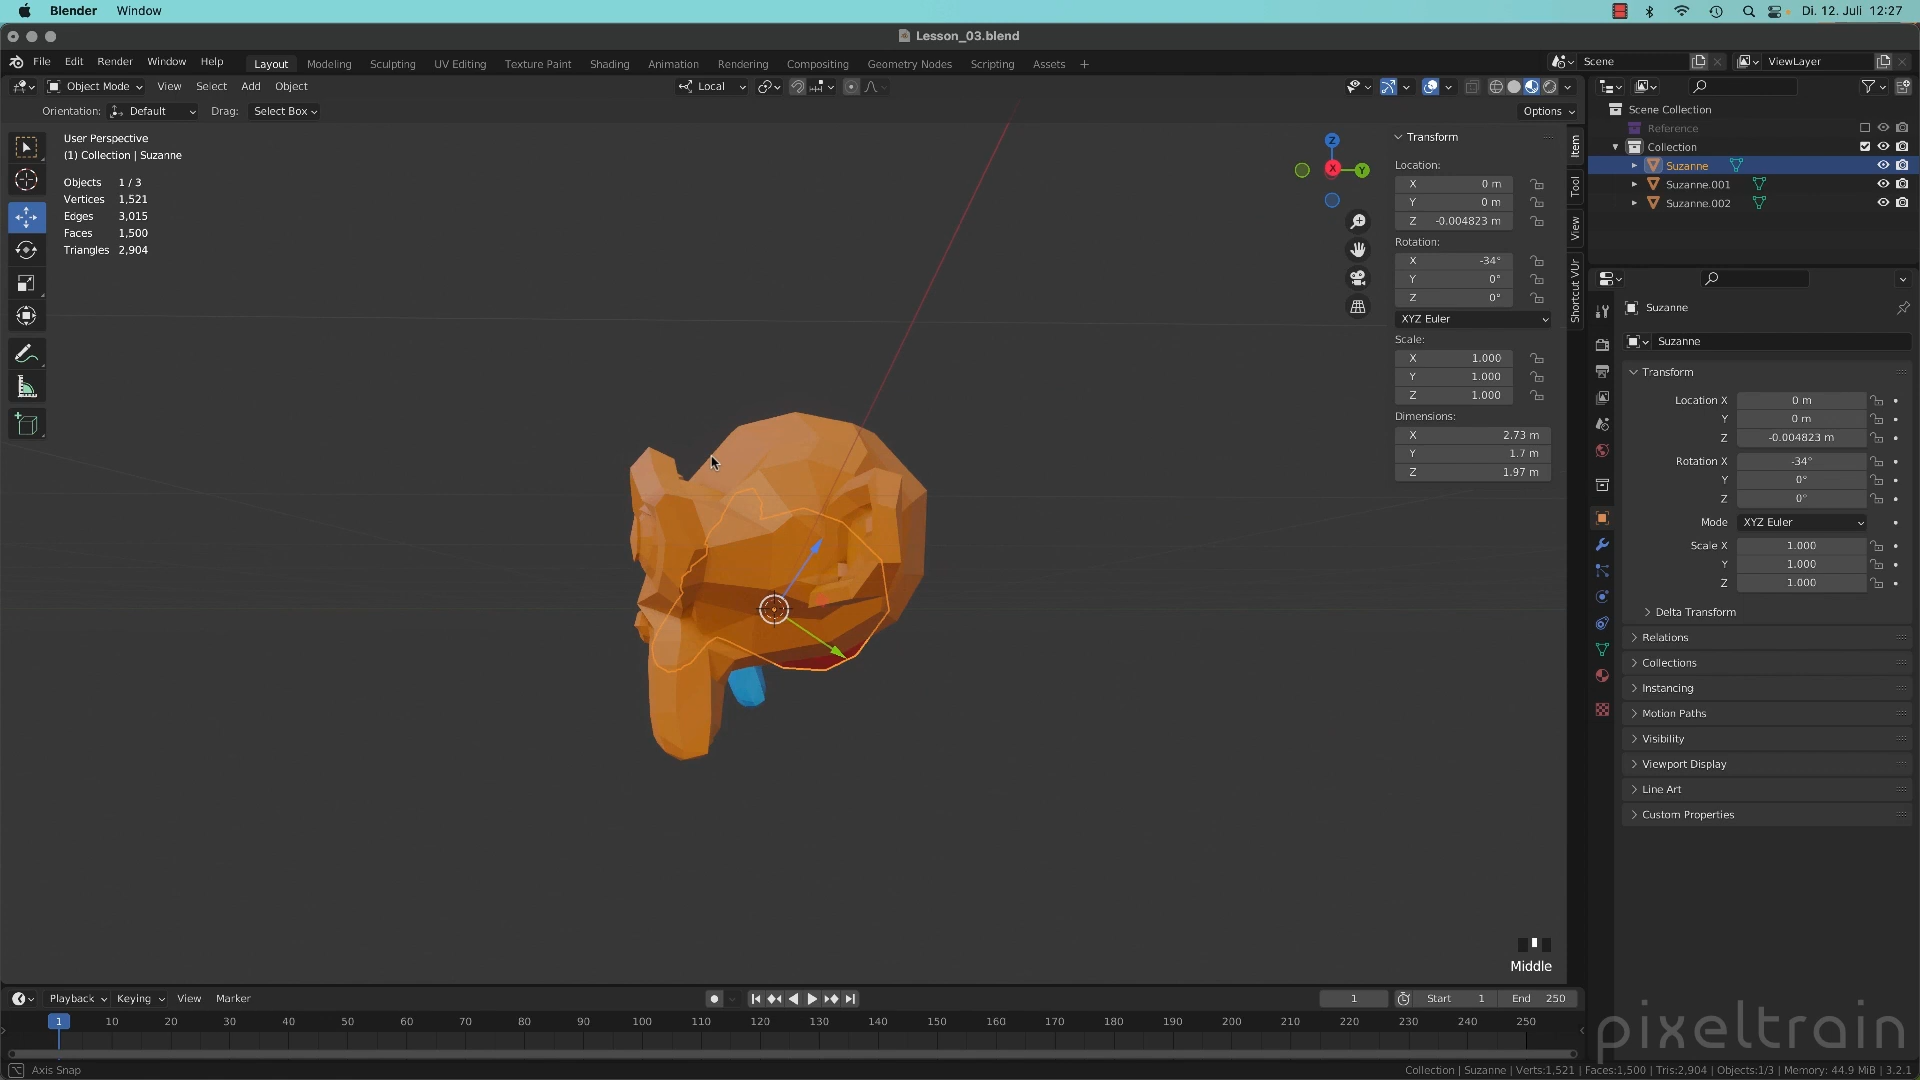 Blender Window Di. 12. Juli 12:27
Lesson_03.blend
File Edit Render Window Help Layout Modeling Sculpting UV Editing Texture Paint Shading Animation Rendering Compositing Geometry Nodes Scripting Assets + Scene ViewLayer
Object Mode View Select Add Object Local
Orientation: Default Drag: Select Box Options
User Perspective
(1) Collection | Suzanne
Objects 1 / 3
Vertices 1,521
Edges 3,015
Faces 1,500
Triangles 2,904
Z
X
Y
Transform
Location:
X 0 m
Y 0 m
Z -0.004823 m
Rotation:
X -34°
Y 0°
Z 0°
XYZ Euler
Scale:
X 1.000
Y 1.000
Z 1.000
Dimensions:
X 2.73 m
Y 1.7 m
Z 1.97 m
Item
Tool
View
Shortcut VUr
Scene Collection
Reference
Collection
Suzanne
Suzanne.001
Suzanne.002
Suzanne
Suzanne
Transform
Location X 0 m
Y 0 m
Z -0.004823 m
Rotation X -34°
Y 0°
Z 0°
Mode XYZ Euler
Scale X 1.000
Y 1.000
Z 1.000
Delta Transform
Relations
Collections
Instancing
Motion Paths
Visibility
Viewport Display
Line Art
Custom Properties
Middle
Playback Keying View Marker 1 Start 1 End 250
1 10 20 30 40 50 60 70 80 90 100 110 120 130 140 150 160 170 180 190 200 210 220 230 240 250
pixeltrain
Axis Snap Collection | Suzanne | Verts:1,521 | Faces:1,500 | Tris:2,904 | Objects:1/3 | Memory: 44.9 MiB | 3.2.1